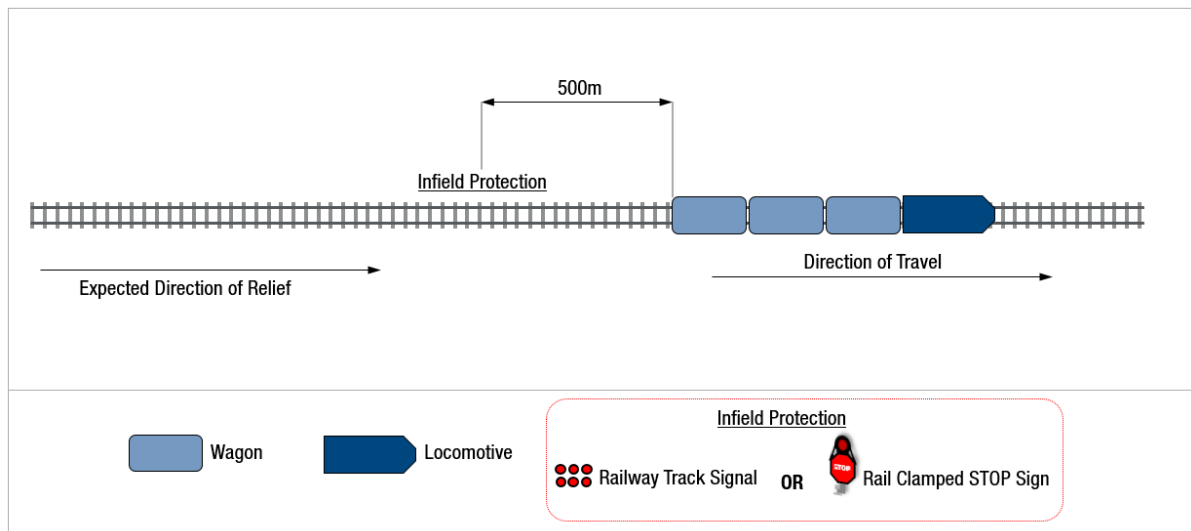 500m
Infield Protection
Expected Direction of Relief
Direction of Travel
Wagon
Locomotive
Infield Protection
Railway Track Signal
OR
STOP
Rail Clamped STOP Sign